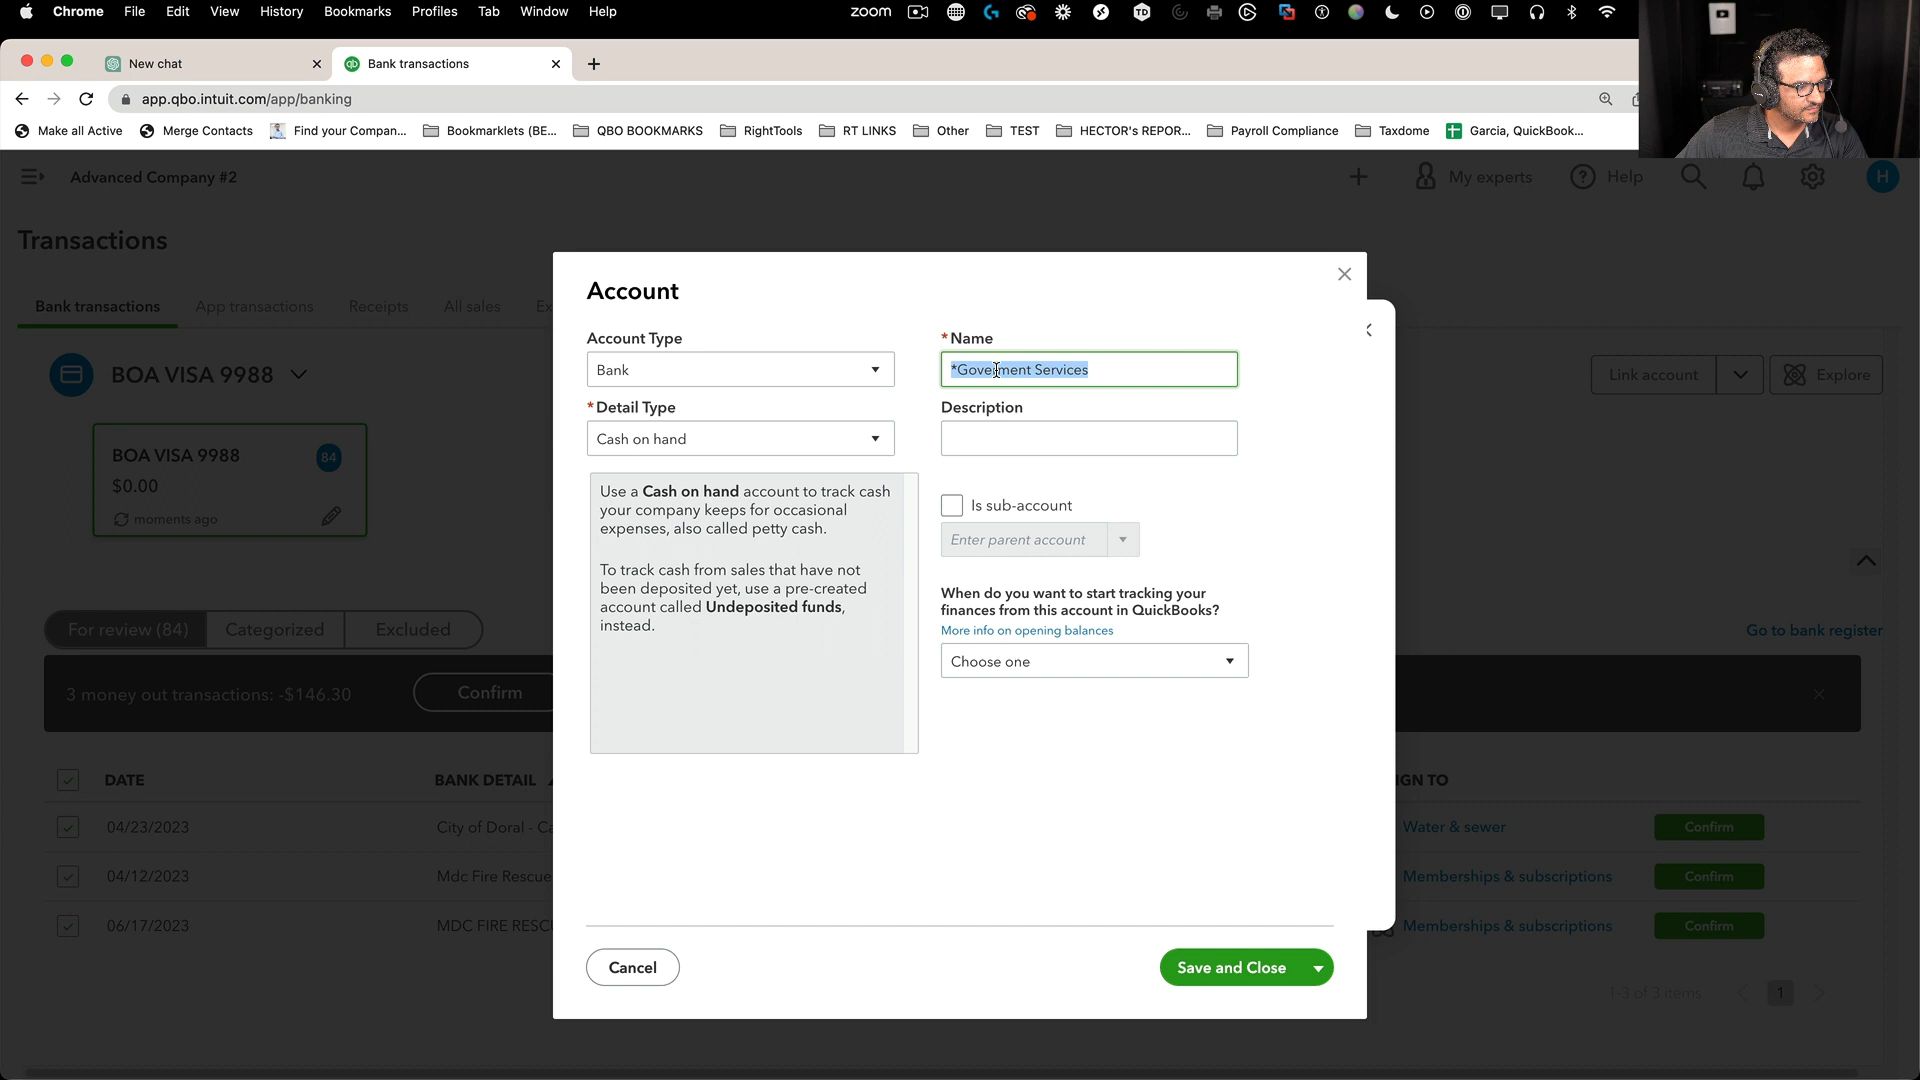 Chrome File Edit View History Bookmarks Profiles Tab Window Help zoom TD
New chat
Bank transactions
app.qbo.intuit.com/app/banking
Make all Active Merge Contacts Find your Compan... Bookmarklets (BE... QBO BOOKMARKS RightTools RT LINKS Other TEST HECTOR's REPOR... Payroll Compliance Taxdome Garcia, QuickBook...
Advanced Company #2 My experts Help H
Transactions
Bank transactions App transactions Receipts All sales
BOA VISA 9988
Link account Explore
BOA VISA 9988 84
$0.00
moments ago
For review (84) Categorized Excluded
Go to bank register
3 money out transactions: -$146.30 Confirm
DATE BANK DETAIL
04/23/2023 City of Doral - Water & sewer Confirm
04/12/2023 Mdc Fire Rescue Memberships & subscriptions Confirm
06/17/2023 MDC FIRE Memberships & subscriptions Confirm
1-3 of 3 items 1
Account
Account Type
Bank
* Name
* Detail Type
Cash on hand
Description
Use a Cash on hand account to track cash
your company keeps for occasional
expenses, also called petty cash.
To track cash from sales that have not
been deposited yet, use a pre-created
account called Undeposited funds,
instead.
*Services
Is sub-account
Enter parent account
When do you want to start tracking your
finances from this account in QuickBooks?
More info on opening balances
Choose one
Cancel
Save and Close